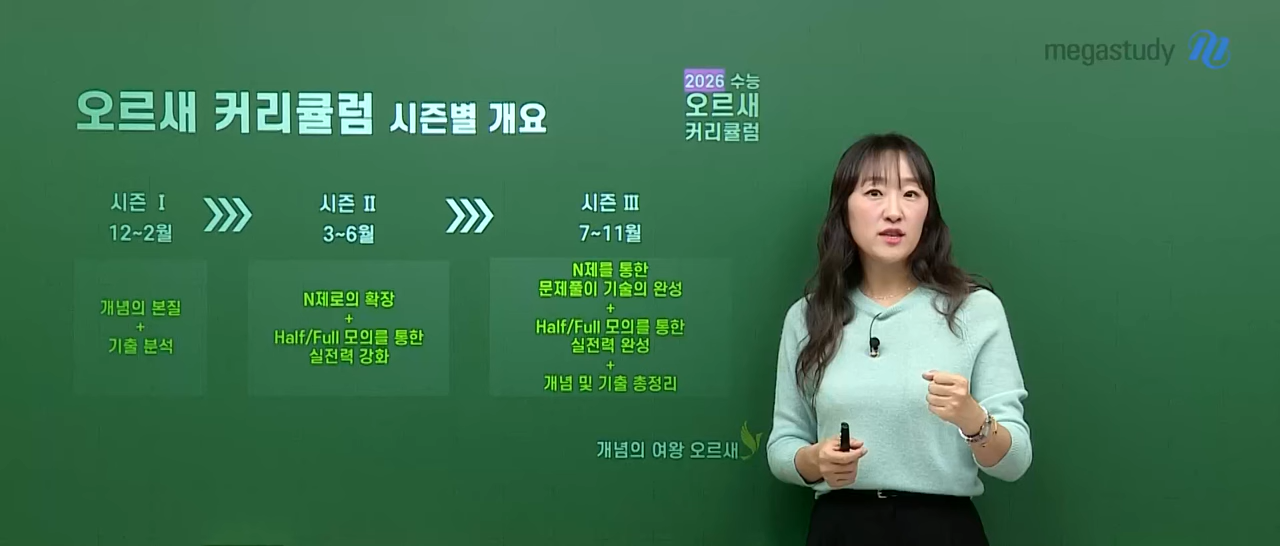 megastudy
2026 수능
오르새
커리큘럼
오르새 커리큘럼 시즌별 개요
시즌 Ⅰ
12~2월
개념의 본질
+
기출 분석
시즌 Ⅱ
3~6월
N제로의 확장
+
Half/Full 모의를 통한
실전력 강화
시즌 Ⅲ
7~11월
N제를 통한
문제풀이 기술의 완성
+
Half/Full 모의를 통한
실전력 완성
+
개념 및 기출 총정리
개념의 여왕 오르새